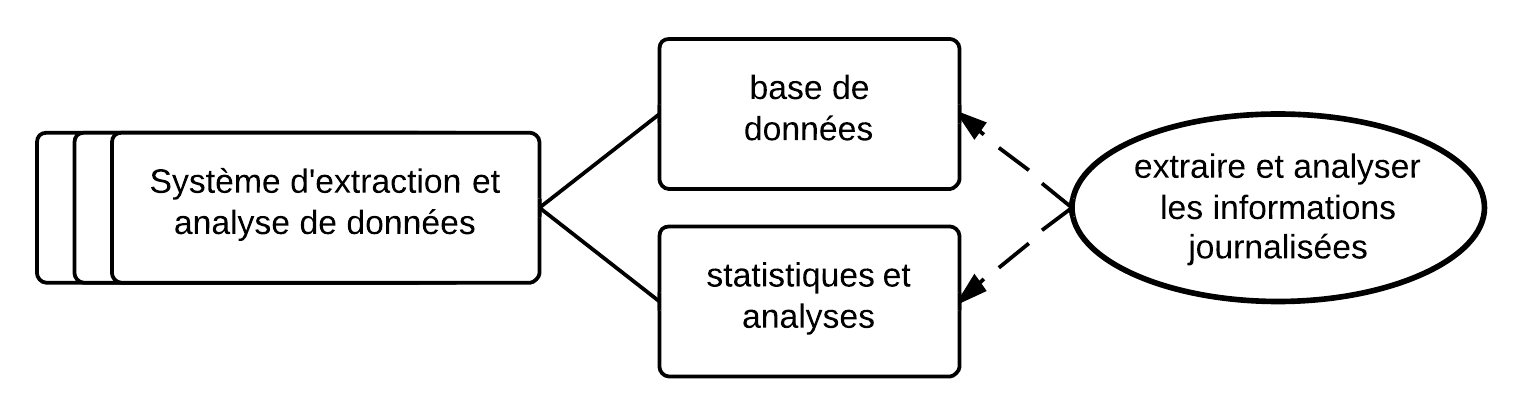 Système d'extraction et
analyse de données
base de
données
statistiques et
analyses
extraire et analyser
les informations
journalisées